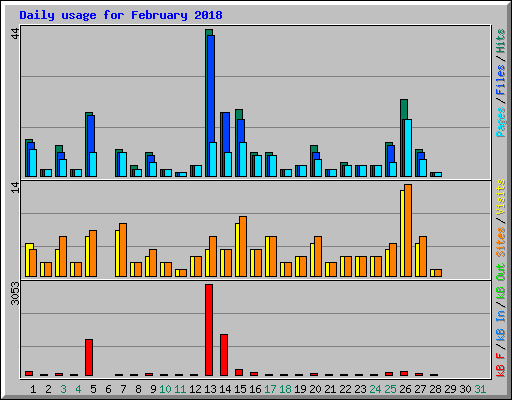 Daily usage for February 2018
44
Pages / Files / Hits
14
Sites / Visits
3053
kB F / kB In / kB Out
1 2 3 4 5 6 7 8 9 10 11 12 13 14 15 16 17 18 19 20 21 22 23 24 25 26 27 28 29 30 31